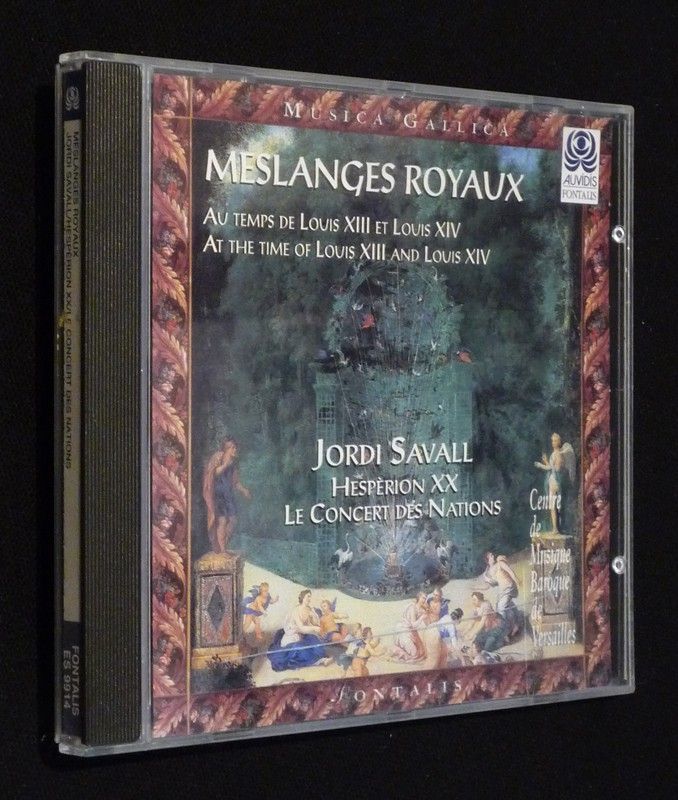 MUSICA GALLICA
MESLANGES ROYAUX
AU TEMPS DE LOUIS XIII ET LOUIS XIV
AT THE TIME OF LOUIS XIII AND LOUIS XIV
AUVIDIS
FONTALIS
JORDI SAVALL
HESPÈRION XX
LE CONCERT DES NATIONS
Centre
de
Musique
Baroque
de
Versailles
FONTALIS
MESLANGES ROYAUX
JORDI SAVALL/HESPÈRION XX/LE CONCERT DES NATIONS
FONTALIS
ES 9914